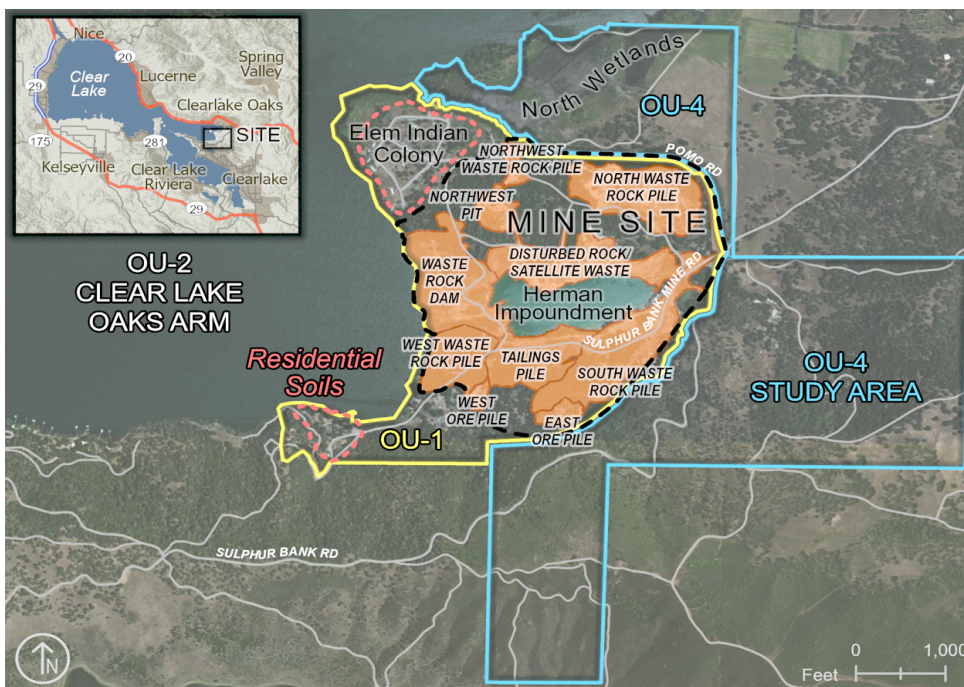 Nice
20
Lucerne
Spring
Valley
Clear
Lake
29
Clearlake Oaks
SITE
175
281
Kelseyville
Clear Lake
Riviera
Clearlake
29
North Wetlands
OU-4
Elem Indian
Colony
NORTHWEST
WASTE ROCK PILE
POMO RD
NORTH WASTE
ROCK PILE
NORTHWEST
PIT
MINE SITE
DISTURBED ROCK/
SATELLITE WASTE
WASTE
ROCK
DAM
Herman
Impoundment
SULPHUR BANK MINE RD
OU-2
CLEAR LAKE
OAKS ARM
WEST WASTE
ROCK PILE
TAILINGS
PILE
SOUTH WASTE
ROCK PILE
Residential
Soils
OU-4
STUDY AREA
WEST
ORE PILE
EAST
ORE PILE
OU-1
SULPHUR BANK RD
N
0
1,000
Feet